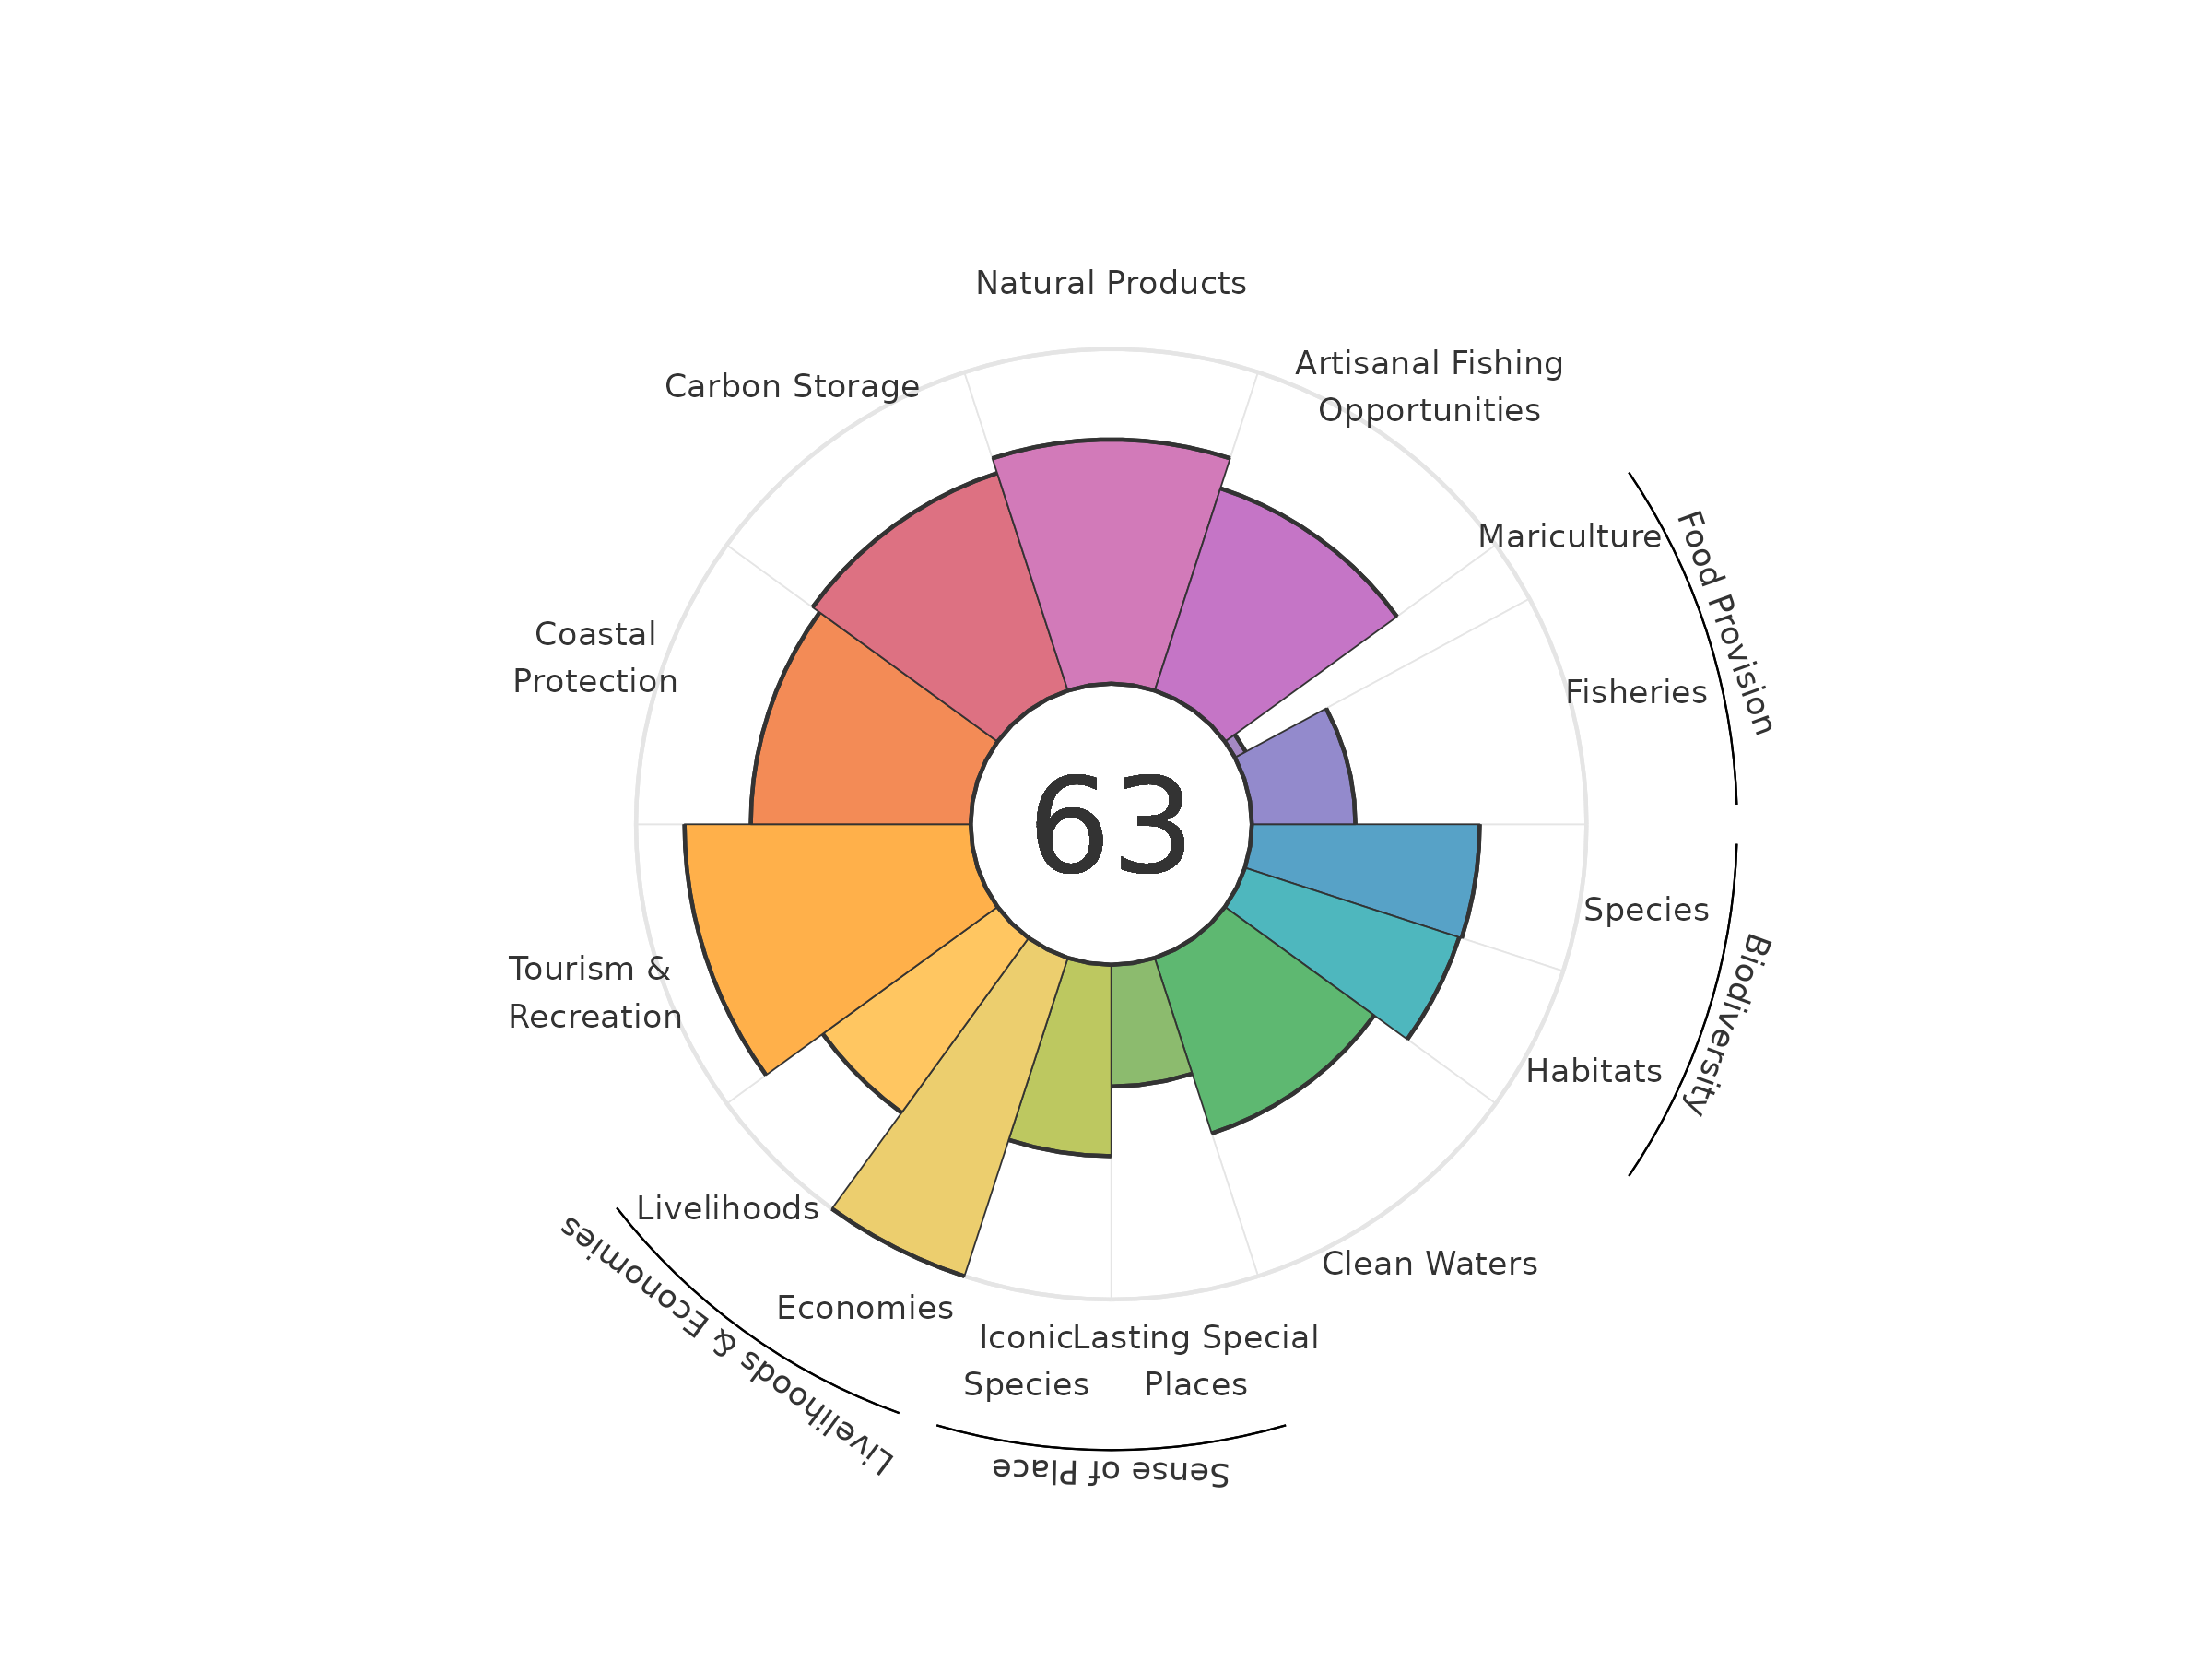 Natural Products
Artisanal Fishing
Opportunities
Carbon Storage
Mariculture
Food Provision
Coastal
Protection
Fisheries
63
Species
Biodiversity
Tourism &
Recreation
Habitats
Livelihoods
Clean Waters
Livelihoods & Economies
Economies
Iconic
Species
Lasting Special
Places
Sense of Place